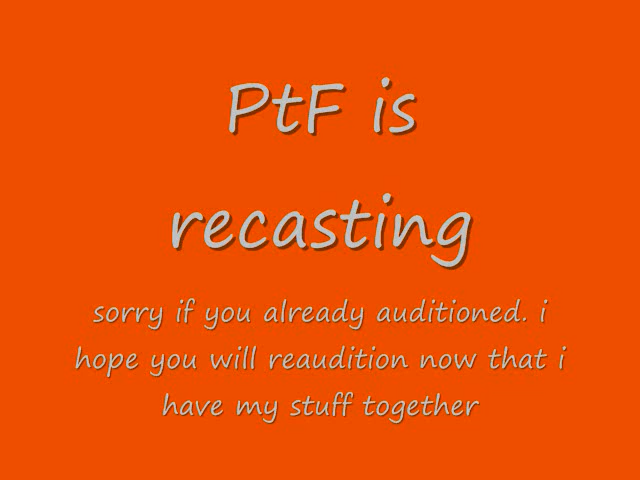 PtF is
recasting
sorry if you already auditioned. i
hope you will reaudition now that i
have my stuff together